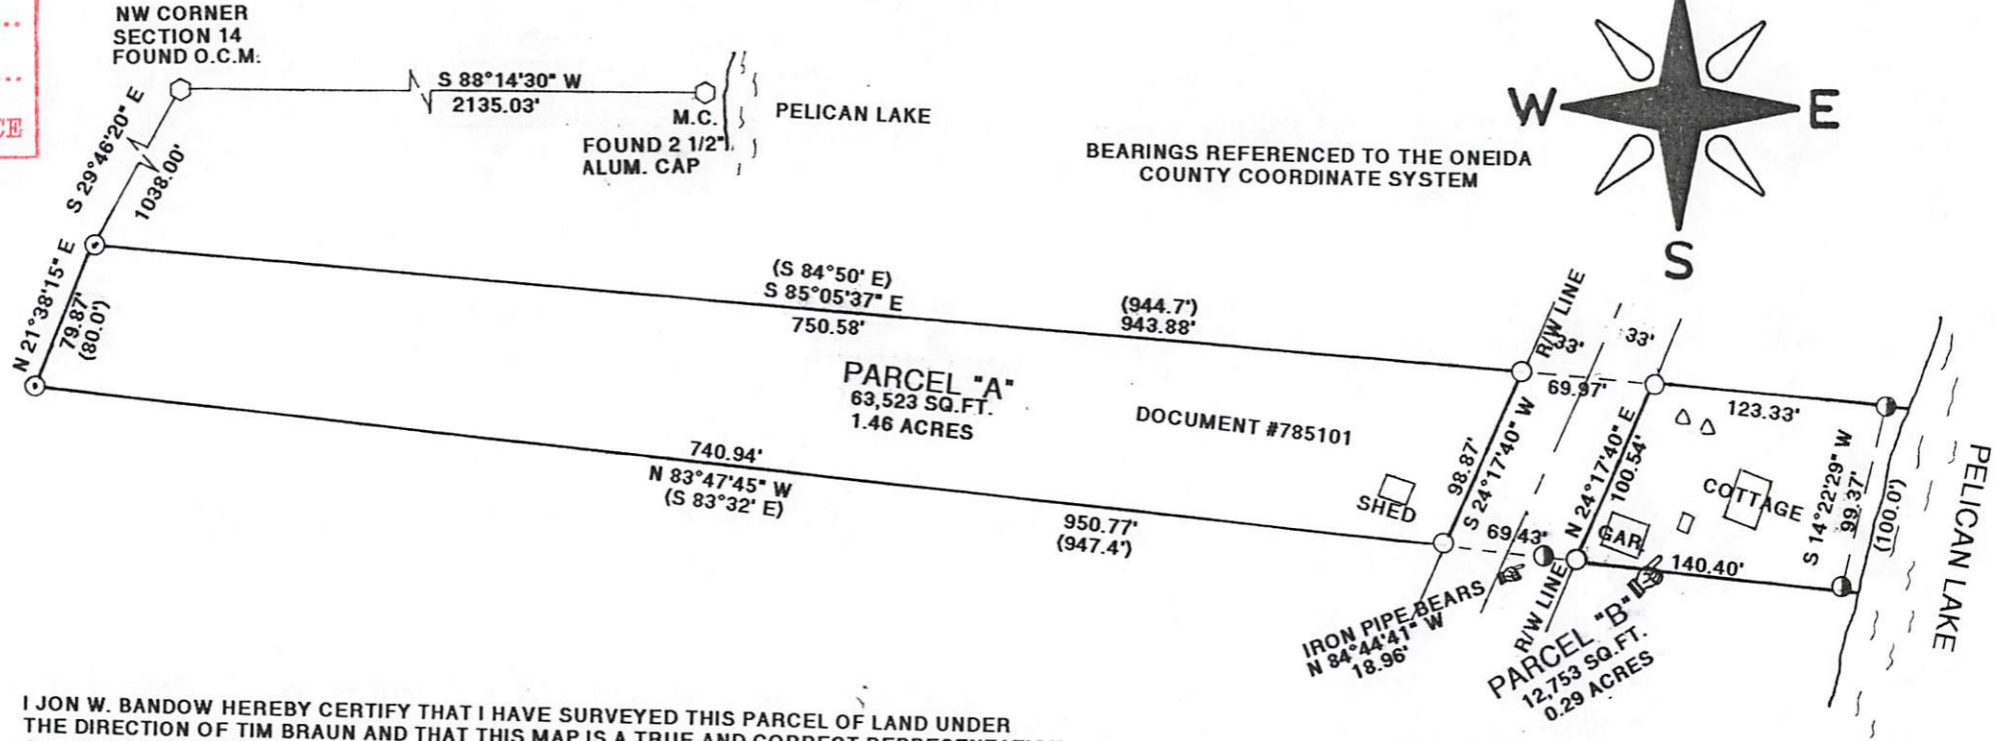 NW CORNER
SECTION 14
FOUND O.C.M.
CE
S 88°14'30" W
2135.03'
M.C.
FOUND 2 1/2"
ALUM. CAP
PELICAN LAKE
BEARINGS REFERENCED TO THE ONEIDA
COUNTY COORDINATE SYSTEM
W
E
S
S 29°46'20" E
1038.00'
N 21°38'15" E
79.87'
(80.0')
(S 84°50' E)
S 85°05'37" E
750.58'
(944.7')
943.88'
R/W LINE
33'
33'
69.97'
123.33'
PARCEL "A"
63,523 SQ.FT.
1.46 ACRES
DOCUMENT #785101
740.94'
N 83°47'45" W
(S 83°32' E)
950.77'
(947.4')
SHED
98.87'
S 24°17'40" W
69.43'
N 24°17'40" E
100.54'
GAR.
COTTAGE
S 14°22'29" W
99.37'
(100.0')
140.40'
PELICAN LAKE
IRON PIPE BEARS
N 84°44'41" W
18.96'
R/W LINE
PARCEL "B"
12,753 SQ.FT.
0.29 ACRES
I JON W. BANDOW HEREBY CERTIFY THAT I HAVE SURVEYED THIS PARCEL OF LAND UNDER
THE DIRECTION OF TIM BRAUN AND THAT THIS MAP IS A TRUE AND CORRECT REPRESENTATION